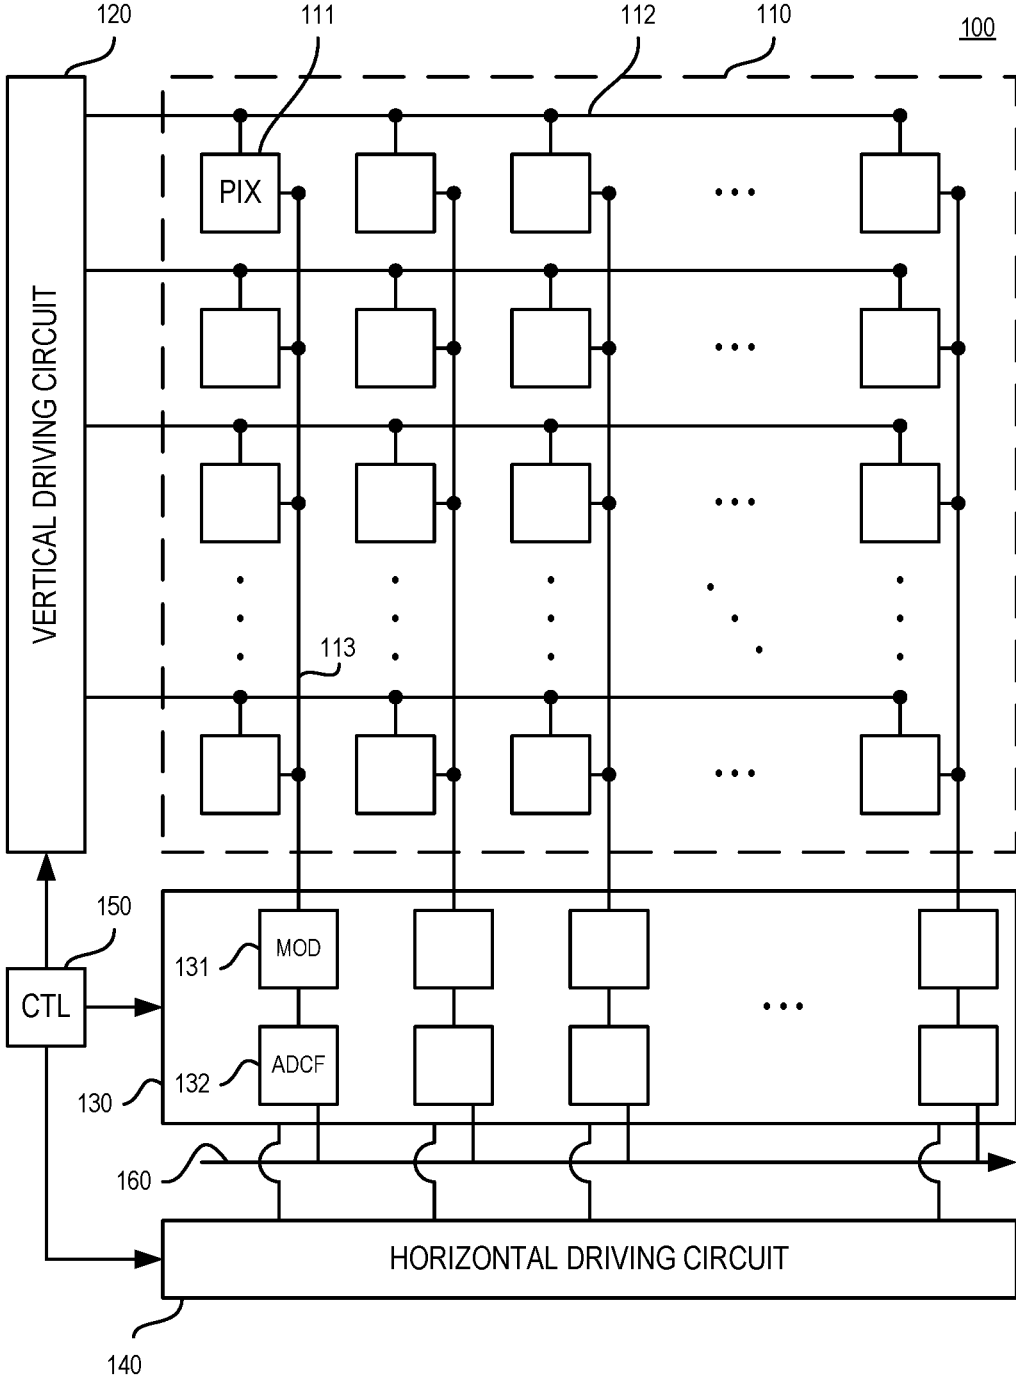 120
111
112
110
100
PIX
VERTICAL DRIVING CIRCUIT
113
150
CTL
131
MOD
132
ADCF
130
160
HORIZONTAL DRIVING CIRCUIT
140